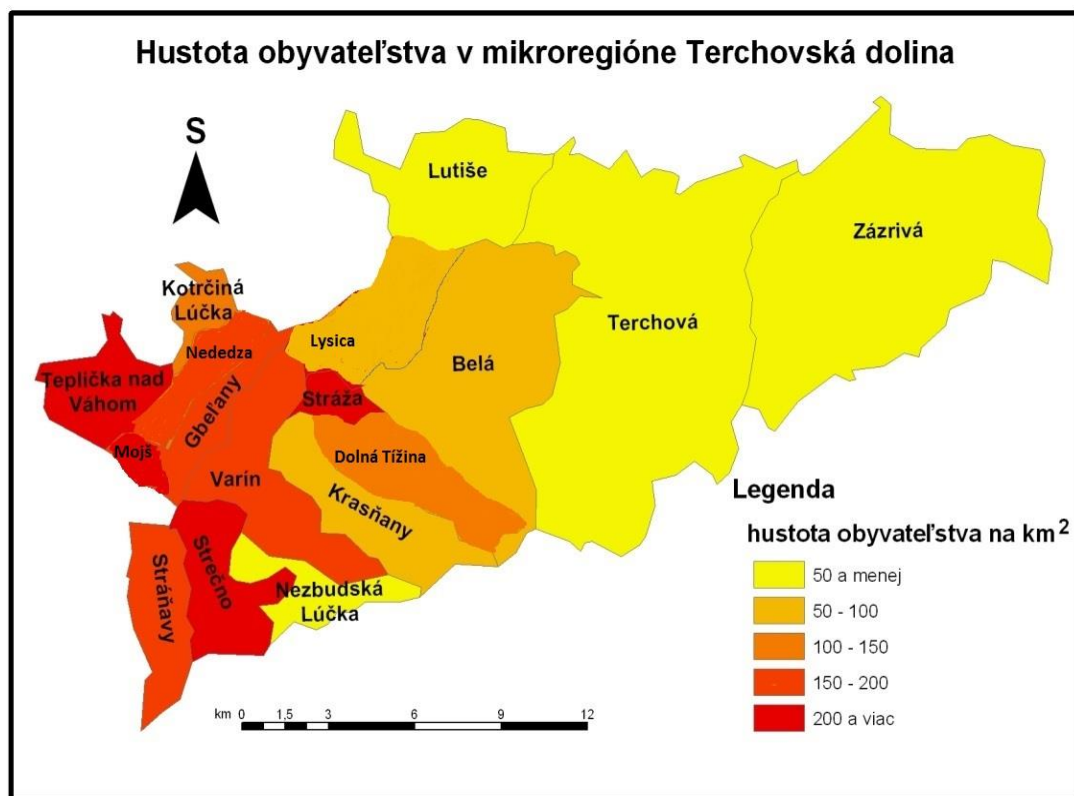 Hustota obyvateľstva v mikroregióne Terchovská dolina
S
Lutiše
Zázrivá
Kotrčiná
Lúčka
Terchová
Lysica
Nededza
Belá
Teplička nad
Váhom
Gbeľany
Stráža
Mojš
Dolná Tížina
Varín
Krasňany
Strečno
Stráňavy
Nezbudská
Lúčka
Legenda
hustota obyvateľstva na km²
50 a menej
50 - 100
100 - 150
150 - 200
200 a viac
km 0 1,5 3 6 9 12